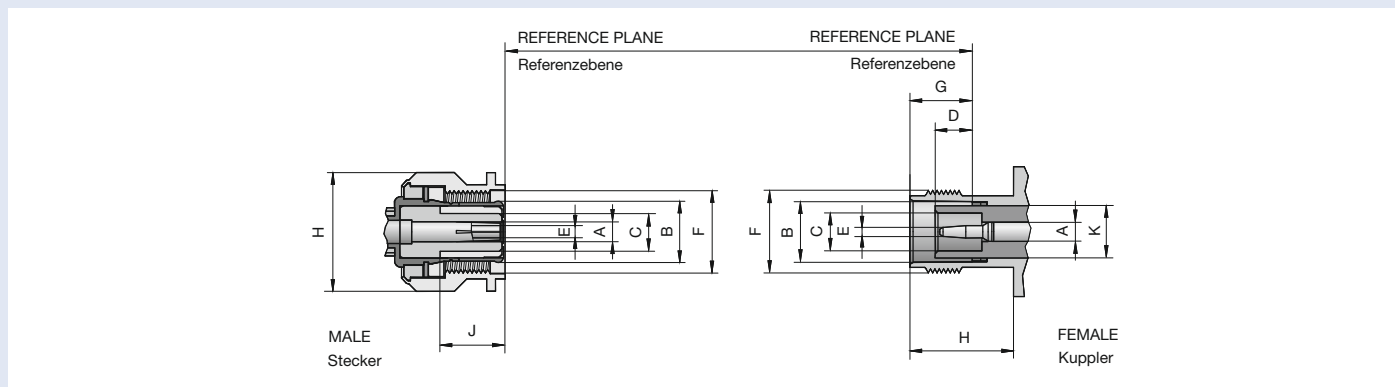 REFERENCE PLANE
Referenzebene
REFERENCE PLANE
Referenzebene
G
D
H
E
A
C
B
F
J
MALE
Stecker
F
B
C
E
A
K
H
FEMALE
Kuppler